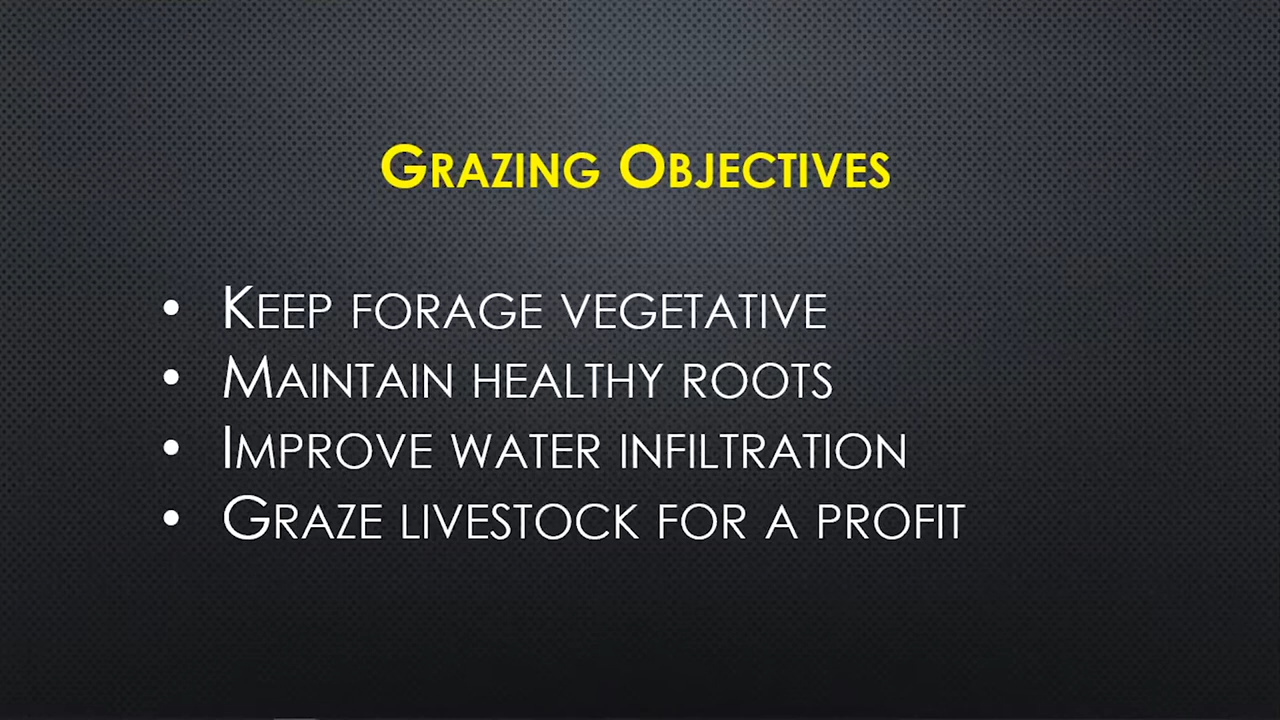 Grazing Objectives
• Keep forage vegetative
• Maintain healthy roots
• Improve water infiltration
• Graze livestock for a profit